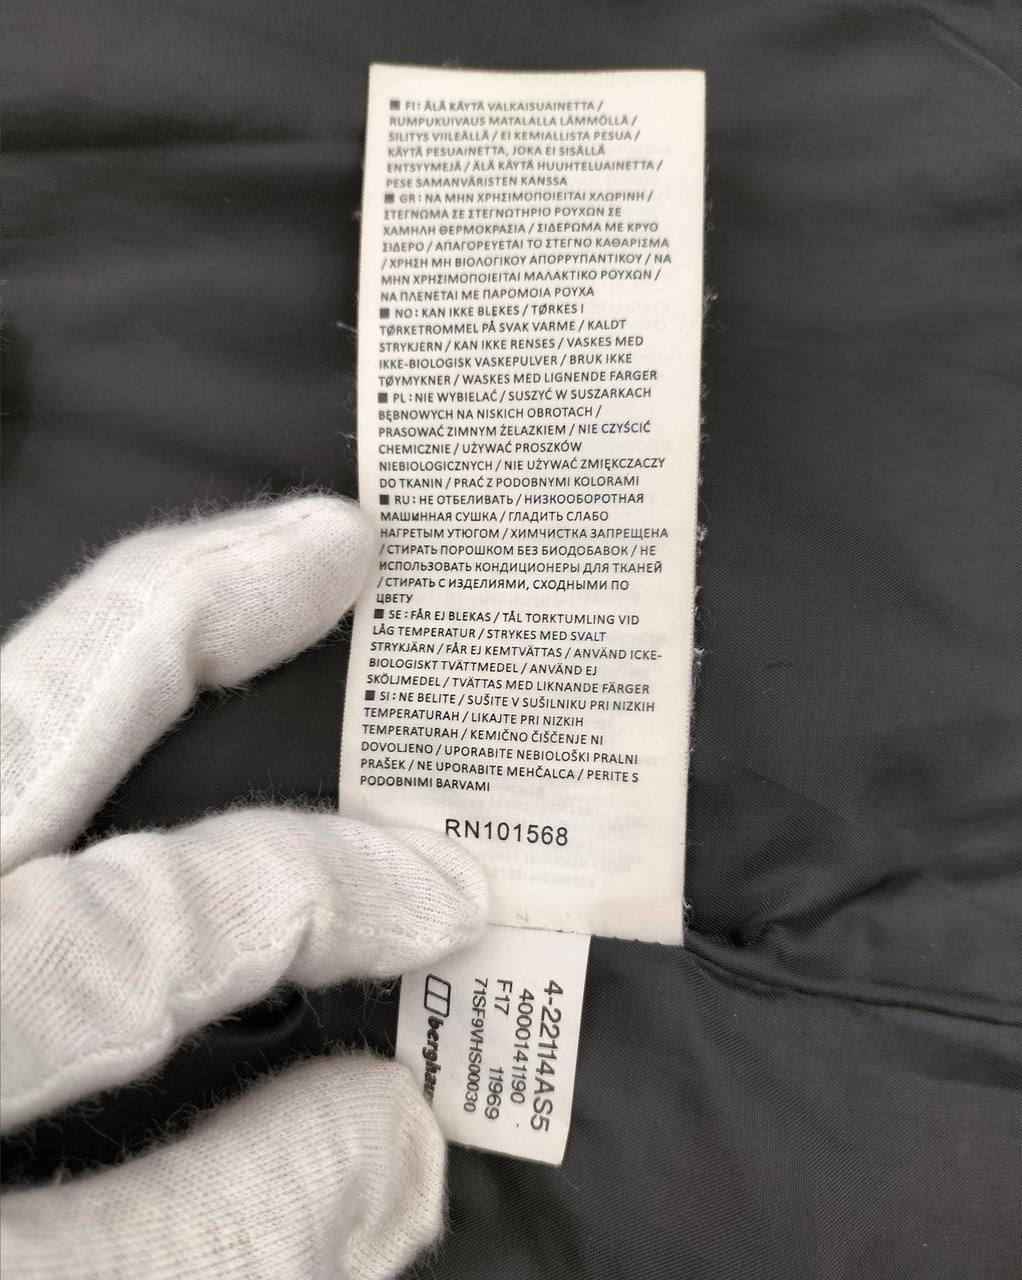 ■ FI: ÄLÄ KÄYTÄ VALKAISUAINETTA /
RUMPUKUIVAUS MATALALLA LÄMMÖLLÄ /
SILITYS VIILEÄLLÄ / EI KEMIALLISTA PESUA /
KÄYTÄ PESUAINETTA, JOKA EI SISÄLLÄ
ENTSYYMEJÄ / ÄLÄ KÄYTÄ HUUHTELUAINETTA /
PESE SAMANVÄRISTEN KANSSA
■ GR: ΝΑ ΜΗΝ ΧΡΗΣΙΜΟΠΟΙΕΙΤΑΙ ΧΛΩΡΙΝΗ /
ΣΤΕΓΝΩΜΑ ΣΕ ΣΤΕΓΝΩΤΗΡΙΟ ΡΟΥΧΩΝ ΣΕ
ΧΑΜΗΛΗ ΘΕΡΜΟΚΡΑΣΙΑ / ΣΙΔΕΡΩΜΑ ΜΕ ΚΡΥΟ
ΣΙΔΕΡΟ / ΑΠΑΓΟΡΕΥΕΤΑΙ ΤΟ ΣΤΕΓΝΟ ΚΑΘΑΡΙΣΜΑ
/ ΧΡΗΣΗ ΜΗ ΒΙΟΛΟΓΙΚΟΥ ΑΠΟΡΡΥΠΑΝΤΙΚΟΥ / ΝΑ
ΜΗΝ ΧΡΗΣΙΜΟΠΟΙΕΙΤΑΙ ΜΑΛΑΚΤΙΚΟ ΡΟΥΧΩΝ /
ΝΑ ΠΛΕΝΕΤΑΙ ΜΕ ΠΑΡΟΜΟΙΑ ΡΟΥΧΑ
■ NO: KAN IKKE BLEKES / TØRKES I
TØRKETROMMEL PÅ SVAK VARME / KALDT
STRYKJERN / KAN IKKE RENSES / VASKES MED
IKKE-BIOLOGISK VASKEPULVER / BRUK IKKE
TØYMYKNER / WASKES MED LIGNENDE FARGER
■ PL: NIE WYBIELAĆ / SUSZYĆ W SUSZARKACH
BĘBNOWYCH NA NISKICH OBROTACH /
PRASOWAĆ ZIMNYM ŻELAZKIEM / NIE CZYŚCIĆ
CHEMICZNIE / UŻYWAĆ PROSZKÓW
NIEBIOLOGICZNYCH / NIE UŻYWAĆ ZMIĘKCZACZY
DO TKANIN / PRAĆ Z PODOBNYMI KOLORAMI
■ RU: НЕ ОТБЕЛИВАТЬ / НИЗКООБОРОТНАЯ
МАШИННАЯ СУШКА / ГЛАДИТЬ СЛАБО
НАГРЕТЫМ УТЮГОМ / ХИМЧИСТКА ЗАПРЕЩЕНА
/ СТИРАТЬ ПОРОШКОМ БЕЗ БИОДОБАВОК / НЕ
ИСПОЛЬЗОВАТЬ КОНДИЦИОНЕРЫ ДЛЯ ТКАНЕЙ
/ СТИРАТЬ С ИЗДЕЛИЯМИ, СХОДНЫМИ ПО
ЦВЕТУ
■ SE: FÅR EJ BLEKAS / TÅL TORKTUMLING VID
LÅG TEMPERATUR / STRYKES MED SVALT
STRYKJÄRN / FÅR EJ KEMTVÄTTAS / ANVÄND ICKE-
BIOLOGISKT TVÄTTMEDEL / ANVÄND EJ
SKÖLJMEDEL / TVÄTTAS MED LIKNANDE FÄRGER
■ SI: NE BELITE / SUŠITE V SUŠILNIKU PRI NIZKIH
TEMPERATURAH / LIKAJTE PRI NIZKIH
TEMPERATURAH / KEMIČNO ČIŠČENJE NI
DOVOLJENO / UPORABITE NEBIOLOŠKI PRALNI
PRAŠEK / NE UPORABITE MEHČALCA / PERITE S
PODOBNIMI BARVAMI
RN101568
4-22114AS5
4000141190
F17 11969
71SF9VHS00030